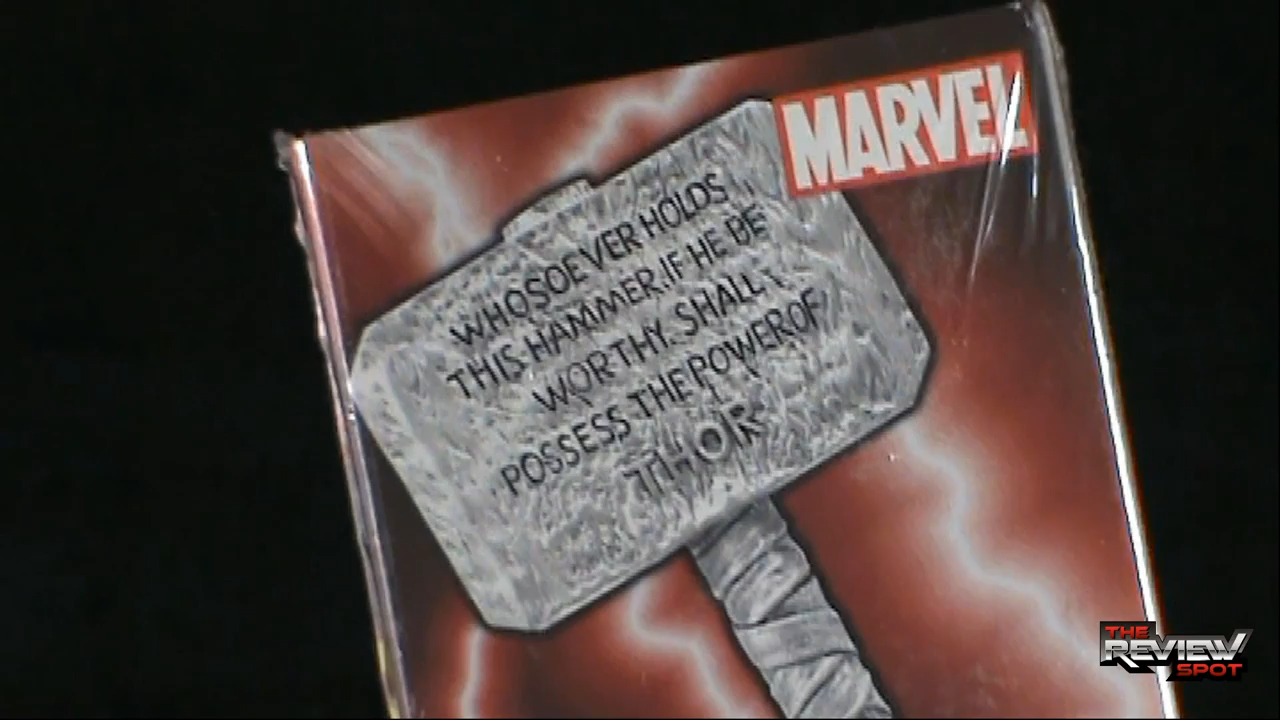 MARVEL
WHOSOEVER HOLDS
THIS HAMMER, IF HE BE
WORTHY, SHALL
POSSESS THE POWER OF
THOR
THE
REVIEW
SPOT